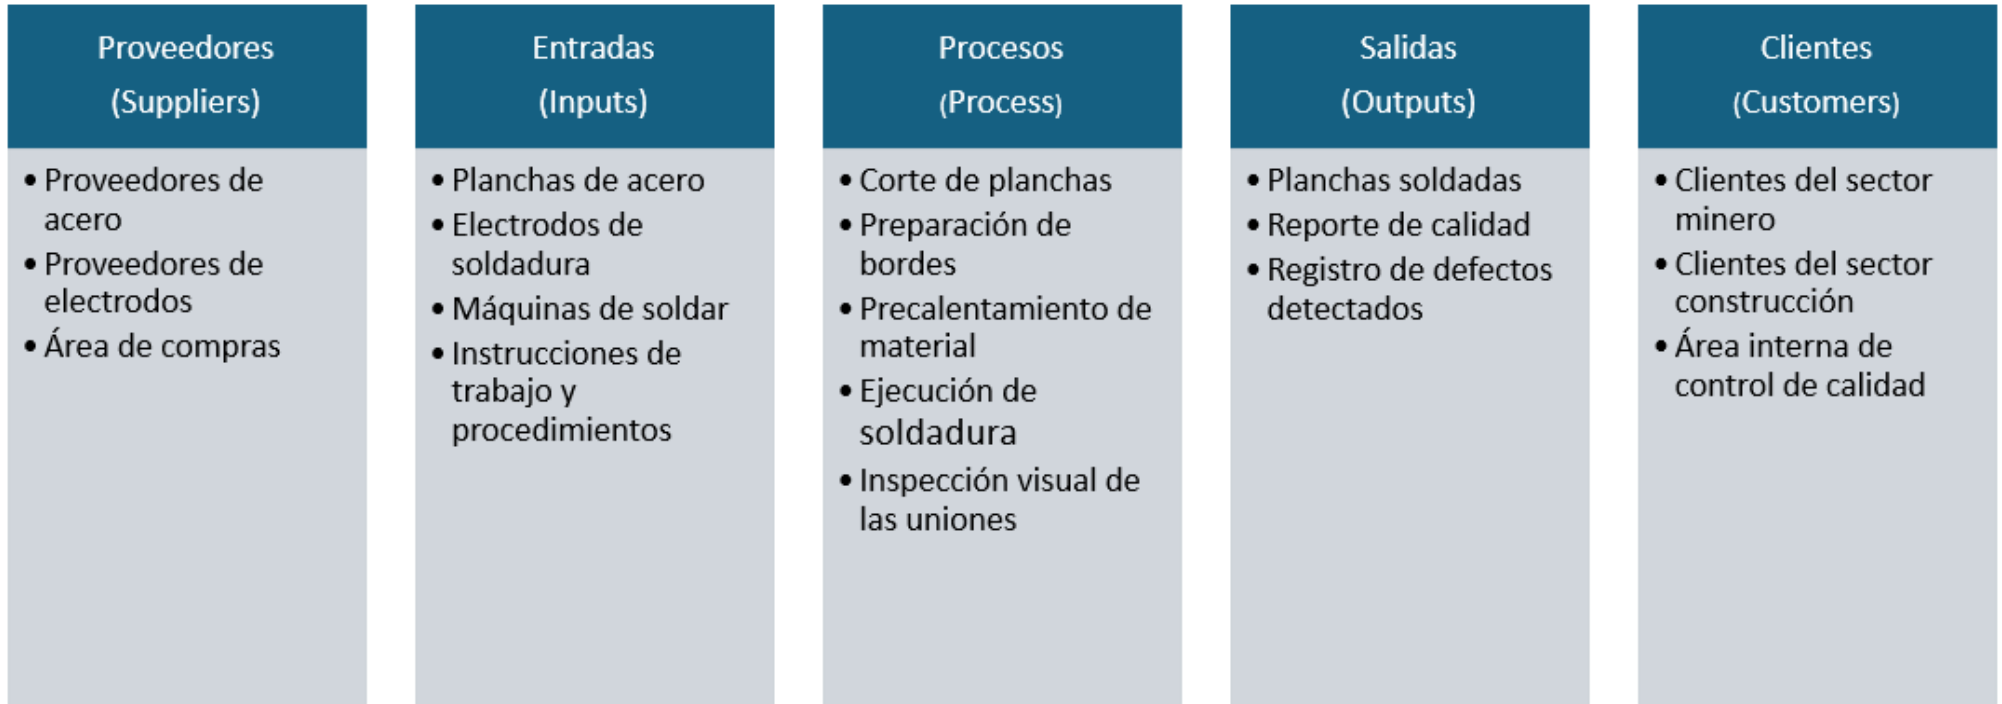 Proveedores
(Suppliers)
• Proveedores de
acero
• Proveedores de
electrodos
• Área de compras
Entradas
(Inputs)
• Planchas de acero
• Electrodos de
soldadura
• Máquinas de soldar
• Instrucciones de
trabajo y
procedimientos
Procesos
(Process)
• Corte de planchas
• Preparación de
bordes
• Precalentamiento de
material
• Ejecución de
soldadura
• Inspección visual de
las uniones
Salidas
(Outputs)
• Planchas soldadas
• Reporte de calidad
• Registro de defectos
detectados
Clientes
(Customers)
• Clientes del sector
minero
• Clientes del sector
construcción
• Área interna de
control de calidad